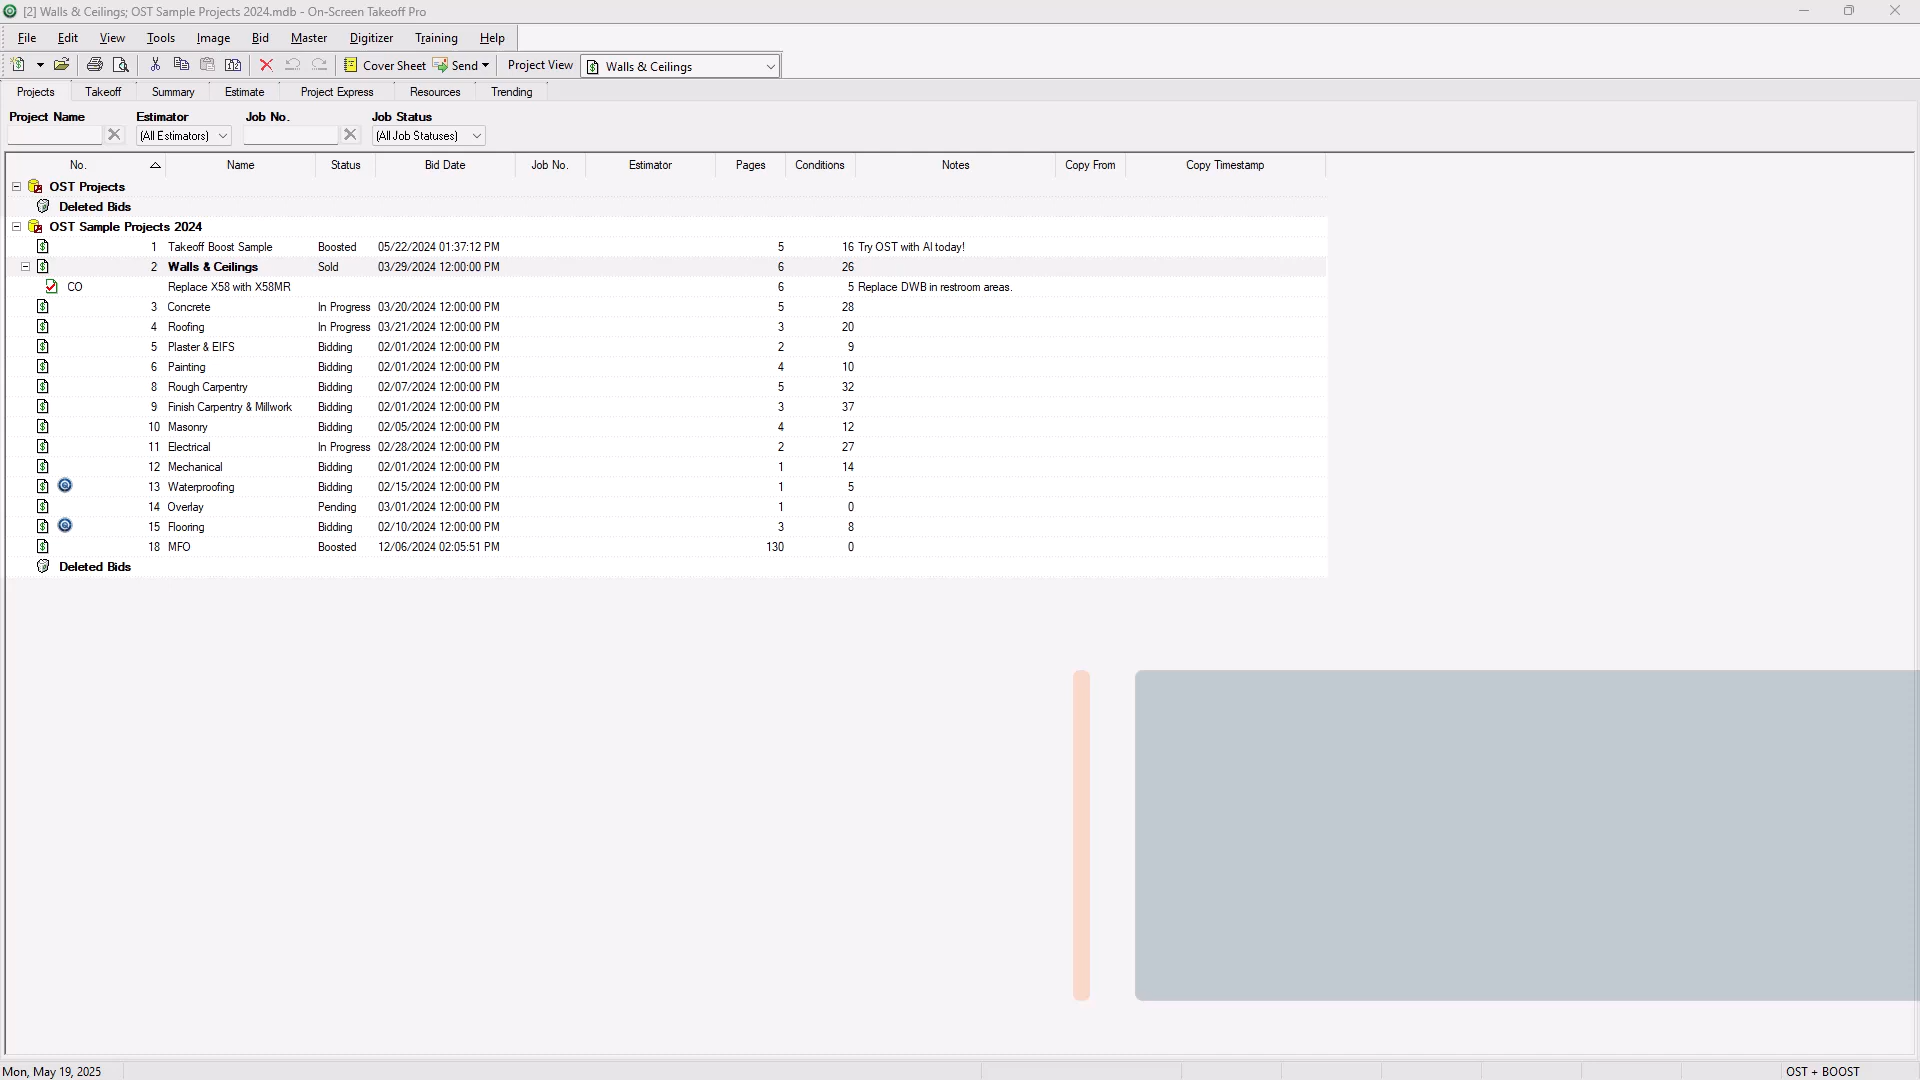 [2] Walls & Ceilings; OST Sample Projects 2024.mdb - On-Screen Takeoff Pro
File Edit View Tools Image Bid Master Digitizer Training Help
Cover Sheet Send Project View Walls & Ceilings
Projects Takeoff Summary Estimate Project Express Resources Trending
Project Name Estimator Job No. Job Status
(All Estimators) (All Job Statuses)
No. Name Status Bid Date Job No. Estimator Pages Conditions Notes Copy From Copy Timestamp
OST Projects
Deleted Bids
OST Sample Projects 2024
1 Takeoff Boost Sample Boosted 05/22/2024 01:37:12 PM 5 16 Try OST with AI today!
2 Walls & Ceilings Sold 03/29/2024 12:00:00 PM 6 26
CO Replace X58 with X58MR 6 5 Replace DWB in restroom areas.
3 Concrete In Progress 03/20/2024 12:00:00 PM 5 28
4 Roofing In Progress 03/21/2024 12:00:00 PM 3 20
5 Plaster & EIFS Bidding 02/01/2024 12:00:00 PM 2 9
6 Painting Bidding 02/01/2024 12:00:00 PM 4 10
8 Rough Carpentry Bidding 02/07/2024 12:00:00 PM 5 32
9 Finish Carpentry & Millwork Bidding 02/01/2024 12:00:00 PM 3 37
10 Masonry Bidding 02/05/2024 12:00:00 PM 4 12
11 Electrical In Progress 02/28/2024 12:00:00 PM 2 27
12 Mechanical Bidding 02/01/2024 12:00:00 PM 1 14
13 Waterproofing Bidding 02/15/2024 12:00:00 PM 1 5
14 Overlay Pending 03/01/2024 12:00:00 PM 1 0
15 Flooring Bidding 02/10/2024 12:00:00 PM 3 8
18 MFO Boosted 12/06/2024 02:05:51 PM 130 0
Deleted Bids
Mon, May 19, 2025 OST + BOOST